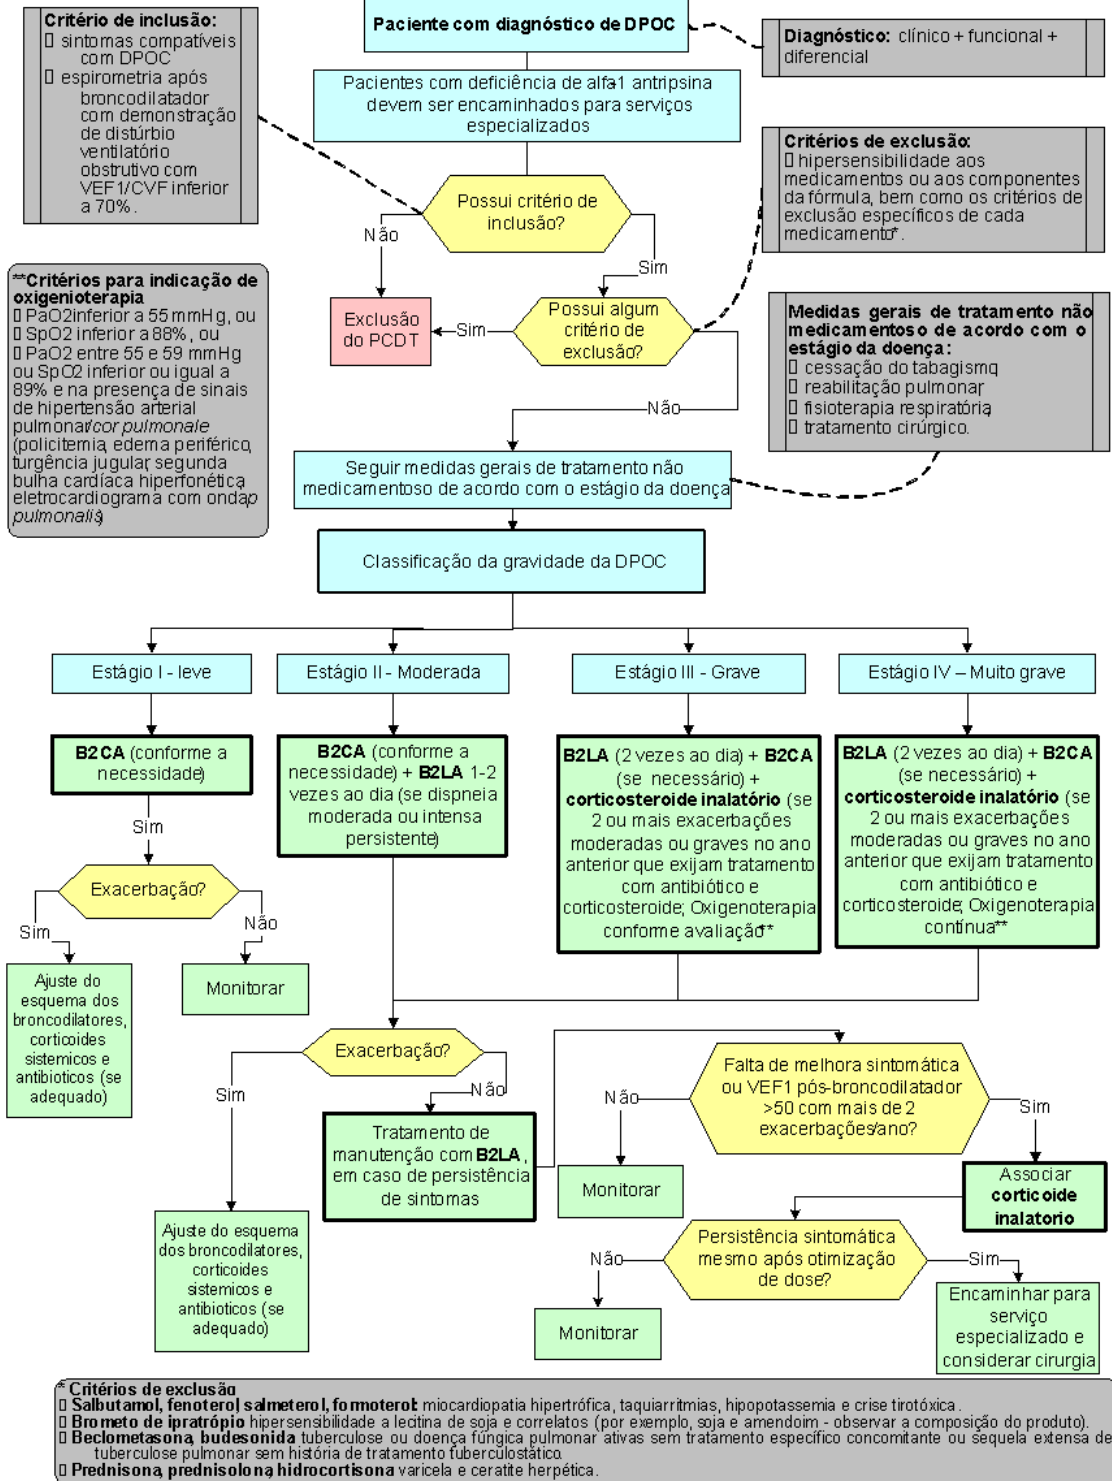 Paciente com diagnóstico de DPOC
Critério de inclusão:
▯ sintomas compatíveis
com DPOC
▯ espirometria após
broncodilatador
com demonstração
de distúrbio
ventilatório
obstrutivo com
VEF1/CVF inferior
a 70%.
Diagnóstico: clínico + funcional +
diferencial
Pacientes com deficiência de alfa-1 antripsina
devem ser encaminhados para serviços
especializados
Critérios de exclusão:
▯ hipersensibilidade aos
medicamentos ou aos componentes
da fórmula, bem como os critérios de
exclusão específicos de cada
medicamento*.
Possui critério de
inclusão?
Não
Sim
Exclusão
do PCDT
Sim
Possui algum
critério de
exclusão?
Não
**Critérios para indicação de
oxigenioterapia
▯ PaO2inferior a 55 mmHg, ou
▯ SpO2 inferior a 88%, ou
▯ PaO2 entre 55 e 59 mmHg
ou SpO2 inferior ou igual a
89% e na presença de sinais
de hipertensão arterial
pulmonar/cor pulmonale
(policitemia, edema periférico,
turgência jugular, segunda
bulha cardíaca hiperfonética,
eletrocardiograma com onda p
pulmonalis)
Medidas gerais de tratamento não
medicamentoso de acordo com o
estágio da doença:
▯ cessação do tabagismo,
▯ reabilitação pulmonar,
▯ fisioterapia respiratória,
▯ tratamento cirúrgico.
Seguir medidas gerais de tratamento não
medicamentoso de acordo com o estágio da doença
Classificação da gravidade da DPOC
Estágio I - leve
Estágio II - Moderada
Estágio III - Grave
Estágio IV – Muito grave
B2CA (conforme a
necessidade)
B2CA (conforme a
necessidade) + B2LA 1-2
vezes ao dia (se dispneia
moderada ou intensa
persistente)
B2LA (2 vezes ao dia) + B2CA
(se necessário) +
corticosteroide inalatório (se
2 ou mais exacerbações
moderadas ou graves no ano
anterior que exijam tratamento
com antibiótico e
corticosteroide; Oxigenoterapia
conforme avaliação**
B2LA (2 vezes ao dia) + B2CA
(se necessário) +
corticosteroide inalatório (se
2 ou mais exacerbações
moderadas ou graves no ano
anterior que exijam tratamento
com antibiótico e
corticosteroide; Oxigenoterapia
contínua**
Sim
Exacerbação?
Sim
Não
Ajuste do
esquema dos
broncodilatores,
corticoides
sistemicos e
antibioticos (se
adequado)
Monitorar
Exacerbação?
Sim
Não
Ajuste do esquema
dos broncodilatores,
corticoides
sistemicos e
antibioticos (se
adequado)
Tratamento de
manutenção com B2LA,
em caso de persistência
de sintomas
Falta de melhora sintomática
ou VEF1 pós-broncodilatador
>50 com mais de 2
exacerbações/ano?
Não
Sim
Monitorar
Associar
corticoide
inalatorio
Persistência sintomática
mesmo após otimização
de dose?
Não
Sim
Monitorar
Encaminhar para
serviço
especializado e
considerar cirurgia
* Critérios de exclusão
▯ Salbutamol, fenoterol, salmeterol, formoterol: miocardiopatia hipertrófica, taquiarritmias, hipopotassemia e crise tirotóxica.
▯ Brometo de ipratrópio hipersensibilidade a lecitina de soja e correlatos (por exemplo, soja e amendoim - observar a composição do produto).
▯ Beclometasona, budesonida tuberculose ou doença fúngica pulmonar ativas sem tratamento específico concomitante ou sequela extensa de
tuberculose pulmonar sem história de tratamento tuberculostático.
▯ Prednisona, prednisolona, hidrocortisona varicela e ceratite herpética.